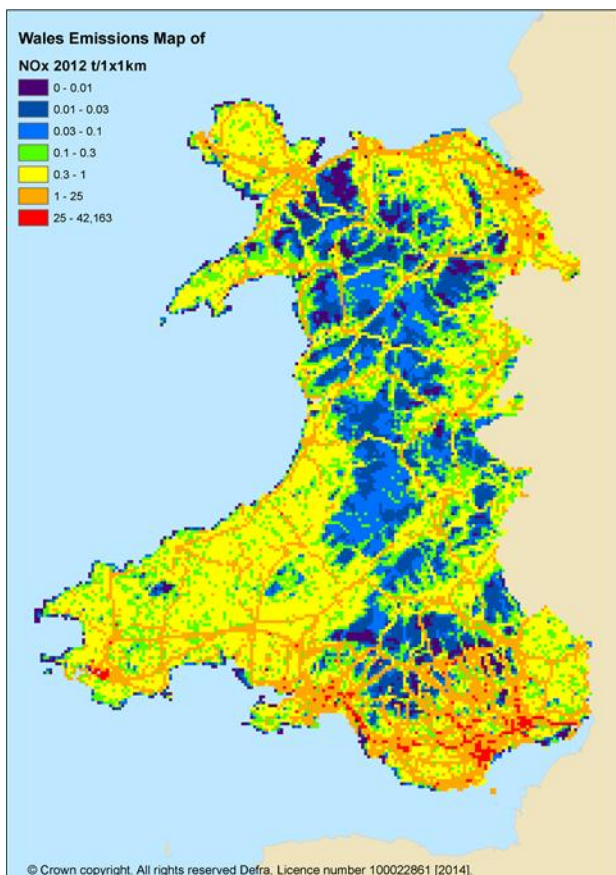 Wales Emissions Map of
NOx 2012 t/1x1km
0 - 0.01
0.01 - 0.03
0.03 - 0.1
0.1 - 0.3
0.3 - 1
1 - 25
25 - 42,163
© Crown copyright. All rights reserved Defra. Licence number 100022861 [2014].